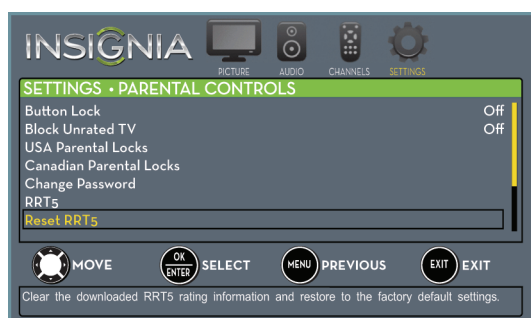 INSIGNIA
PICTURE AUDIO CHANNELS SETTINGS
SETTINGS • PARENTAL CONTROLS
Button Lock Off
Block Unrated TV Off
USA Parental Locks
Canadian Parental Locks
Change Password
RRT5
Reset RRT5
MOVE OK ENTER SELECT MENU PREVIOUS EXIT EXIT
Clear the downloaded RRT5 rating information and restore to the factory default settings.